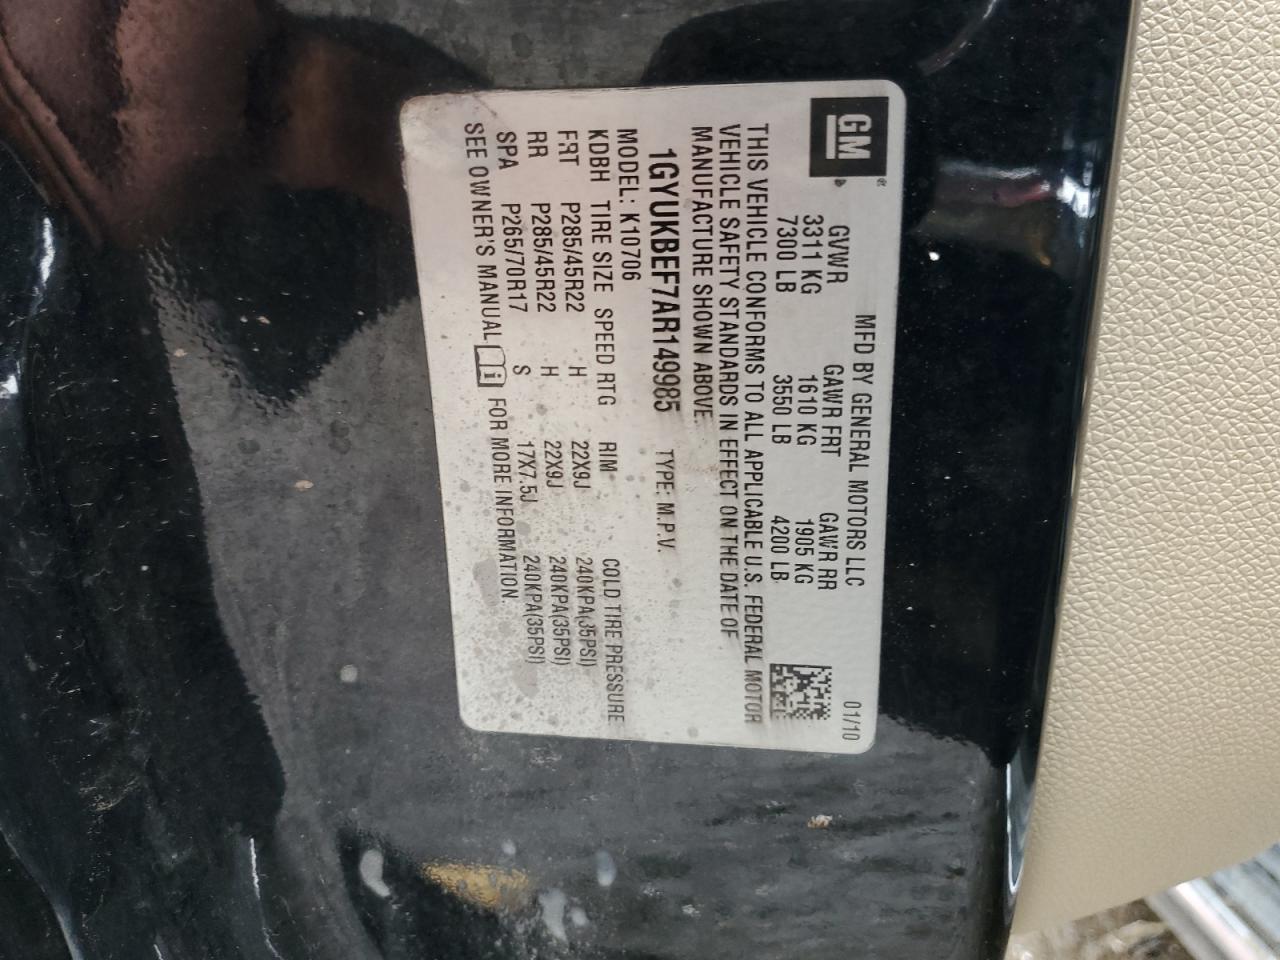 GM
MFD BY GENERAL MOTORS LLC 01/10
GVWR GAWR FRT GAWR RR
3311 KG 1610 KG 1905 KG
7300 LB 3550 LB 4200 LB
THIS VEHICLE CONFORMS TO ALL APPLICABLE U.S. FEDERAL MOTOR
VEHICLE SAFETY STANDARDS IN EFFECT ON THE DATE OF
MANUFACTURE SHOWN ABOVE.
1GYUKBEF7AR149985 TYPE: M.P.V.
MODEL: K10706
KDBH TIRE SIZE SPEED RTG RIM COLD TIRE PRESSURE
FRT P285/45R22 H 22X9J 240KPA(35PSI)
RR P285/45R22 H 22X9J 240KPA(35PSI)
SPA P265/70R17 S 17X7.5J 240KPA(35PSI)
SEE OWNER'S MANUAL i FOR MORE INFORMATION.